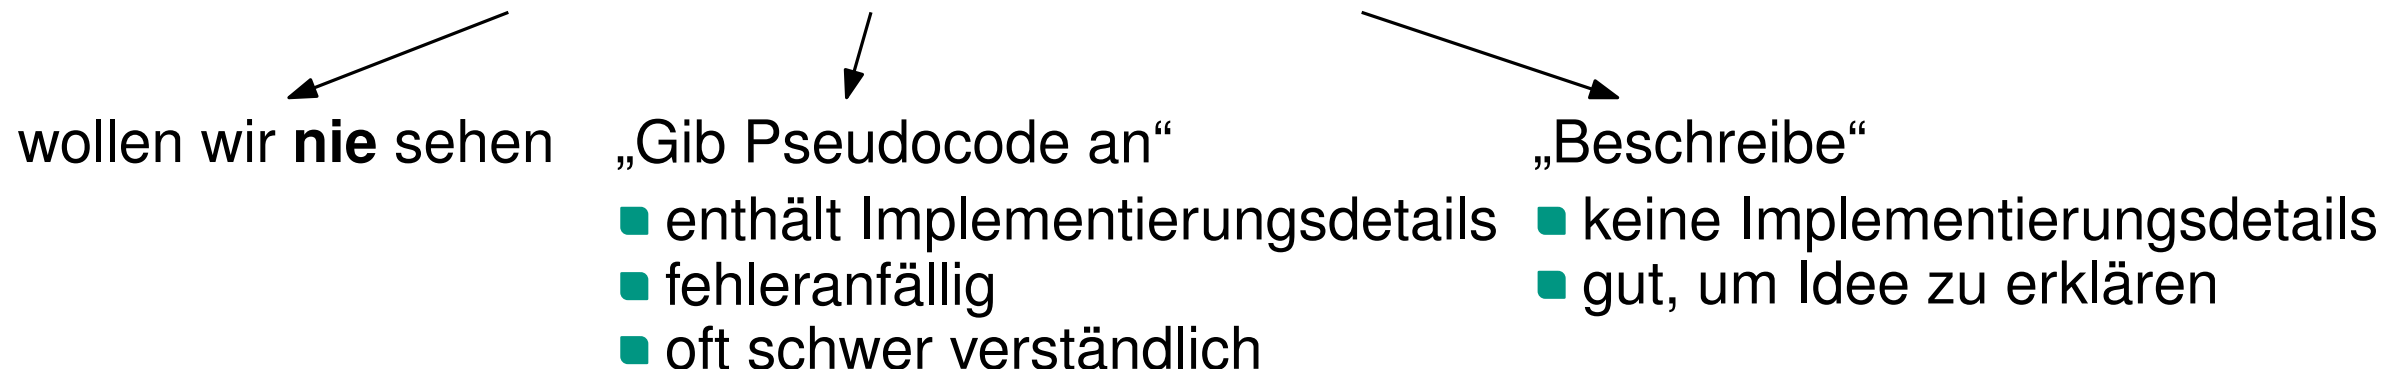 wollen wir nie sehen
„Gib Pseudocode an“
enthält Implementierungsdetails
fehleranfällig
oft schwer verständlich
„Beschreibe“
keine Implementierungsdetails
gut, um Idee zu erklären